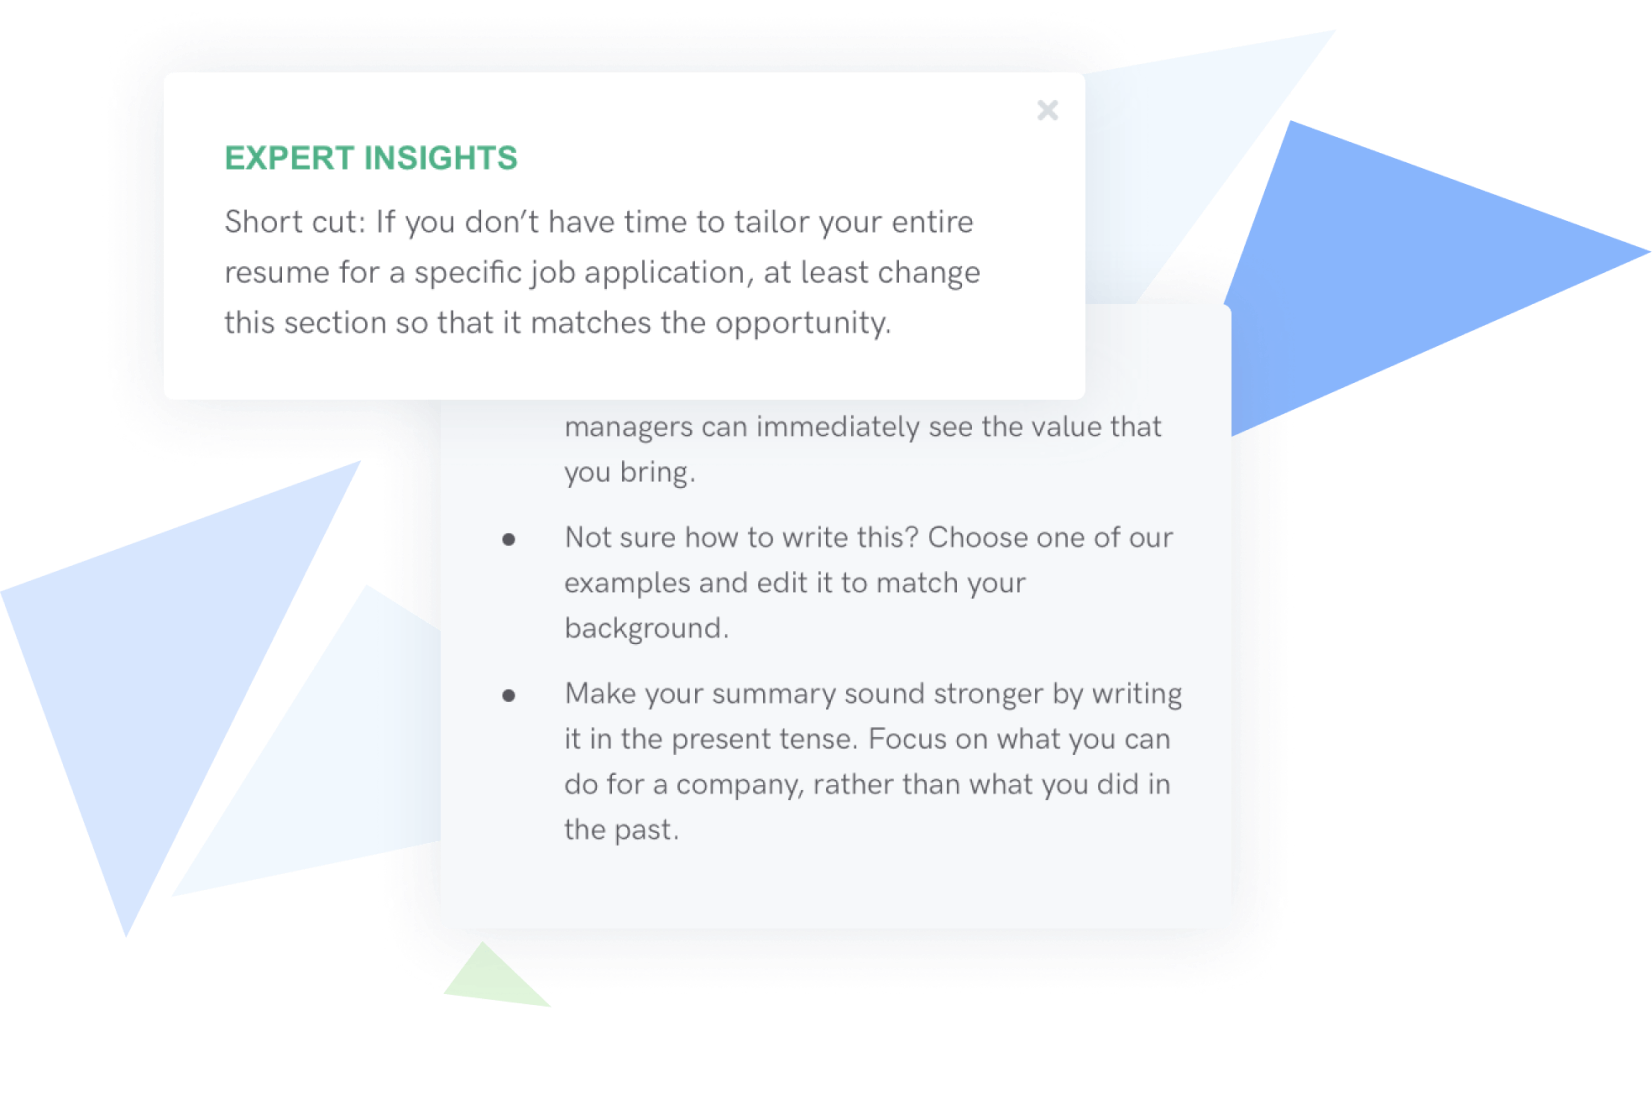 EXPERT INSIGHTS
Short cut: If you don’t have time to tailor your entire
resume for a specific job application, at least change
this section so that it matches the opportunity.
managers can immediately see the value that
you bring.
● Not sure how to write this? Choose one of our
examples and edit it to match your
background.
● Make your summary sound stronger by writing
it in the present tense. Focus on what you can
do for a company, rather than what you did in
the past.